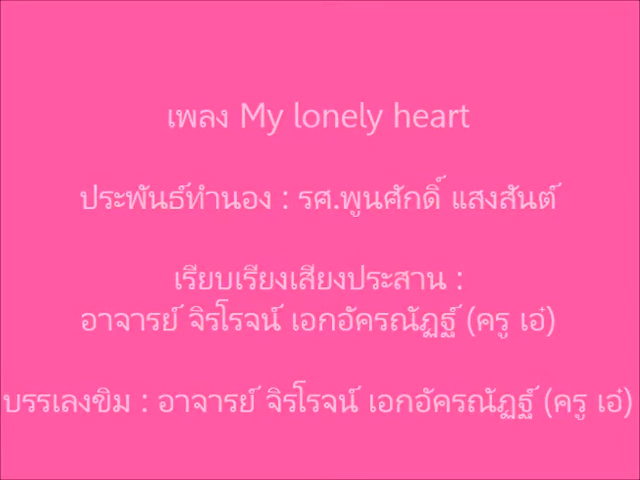 เพลง My lonely heart
ประพันธ์ทำนอง : รศ.พูนศักดิ์ แสงสันต์
เรียบเรียงเสียงประสาน :
อาจารย์ จิรโรจน์ เอกอัครณัฏฐ์ (ครู เอ๋)
บรรเลงขิม : อาจารย์ จิรโรจน์ เอกอัครณัฏฐ์ (ครู เอ๋)